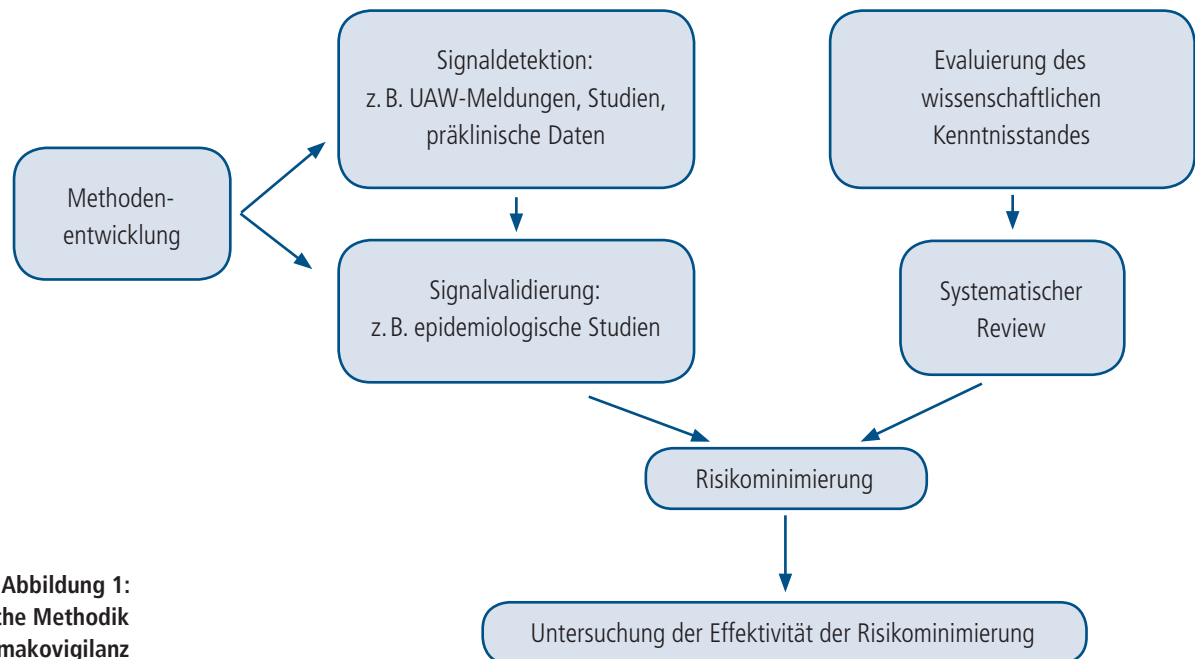 Signaldetektion:
z. B. UAW-Meldungen, Studien,
präklinische Daten
Evaluierung des
wissenschaftlichen
Kenntnisstandes
Methoden-
entwicklung
Signalvalidierung:
z. B. epidemiologische Studien
Systematischer
Review
Risikominimierung
Untersuchung der Effektivität der Risikominimierung
Abbildung 1:
che Methodik
makovigilanz